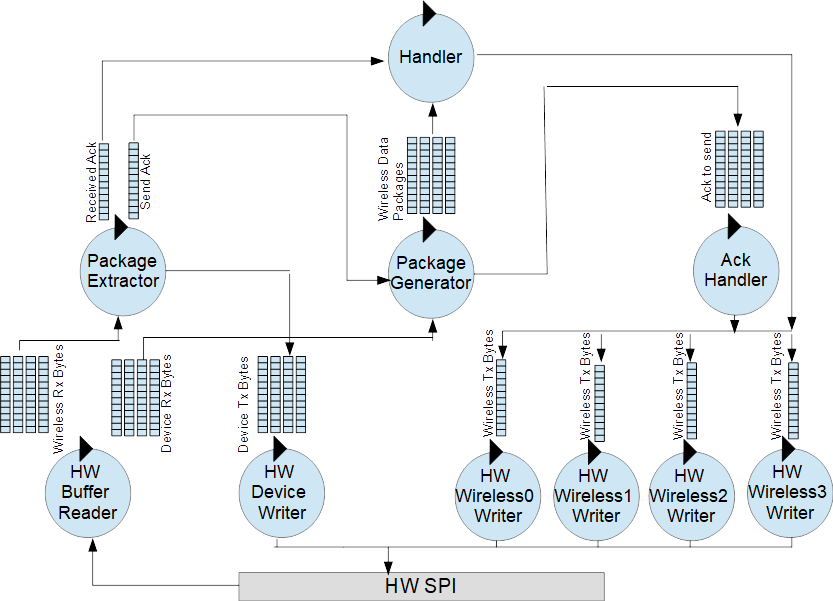 Handler
Received Ack
Send Ack
Wireless Data
Packages
Ack to send
Package
Extractor
Package
Generator
Ack
Handler
Wireless Rx Bytes
Device Rx Bytes
Device Tx Bytes
Wireless Tx Bytes
Wireless Tx Bytes
Wireless Tx Bytes
Wireless Tx Bytes
HW
Buffer
Reader
HW
Device
Writer
HW
Wireless0
Writer
HW
Wireless1
Writer
HW
Wireless2
Writer
HW
Wireless3
Writer
HW SPI